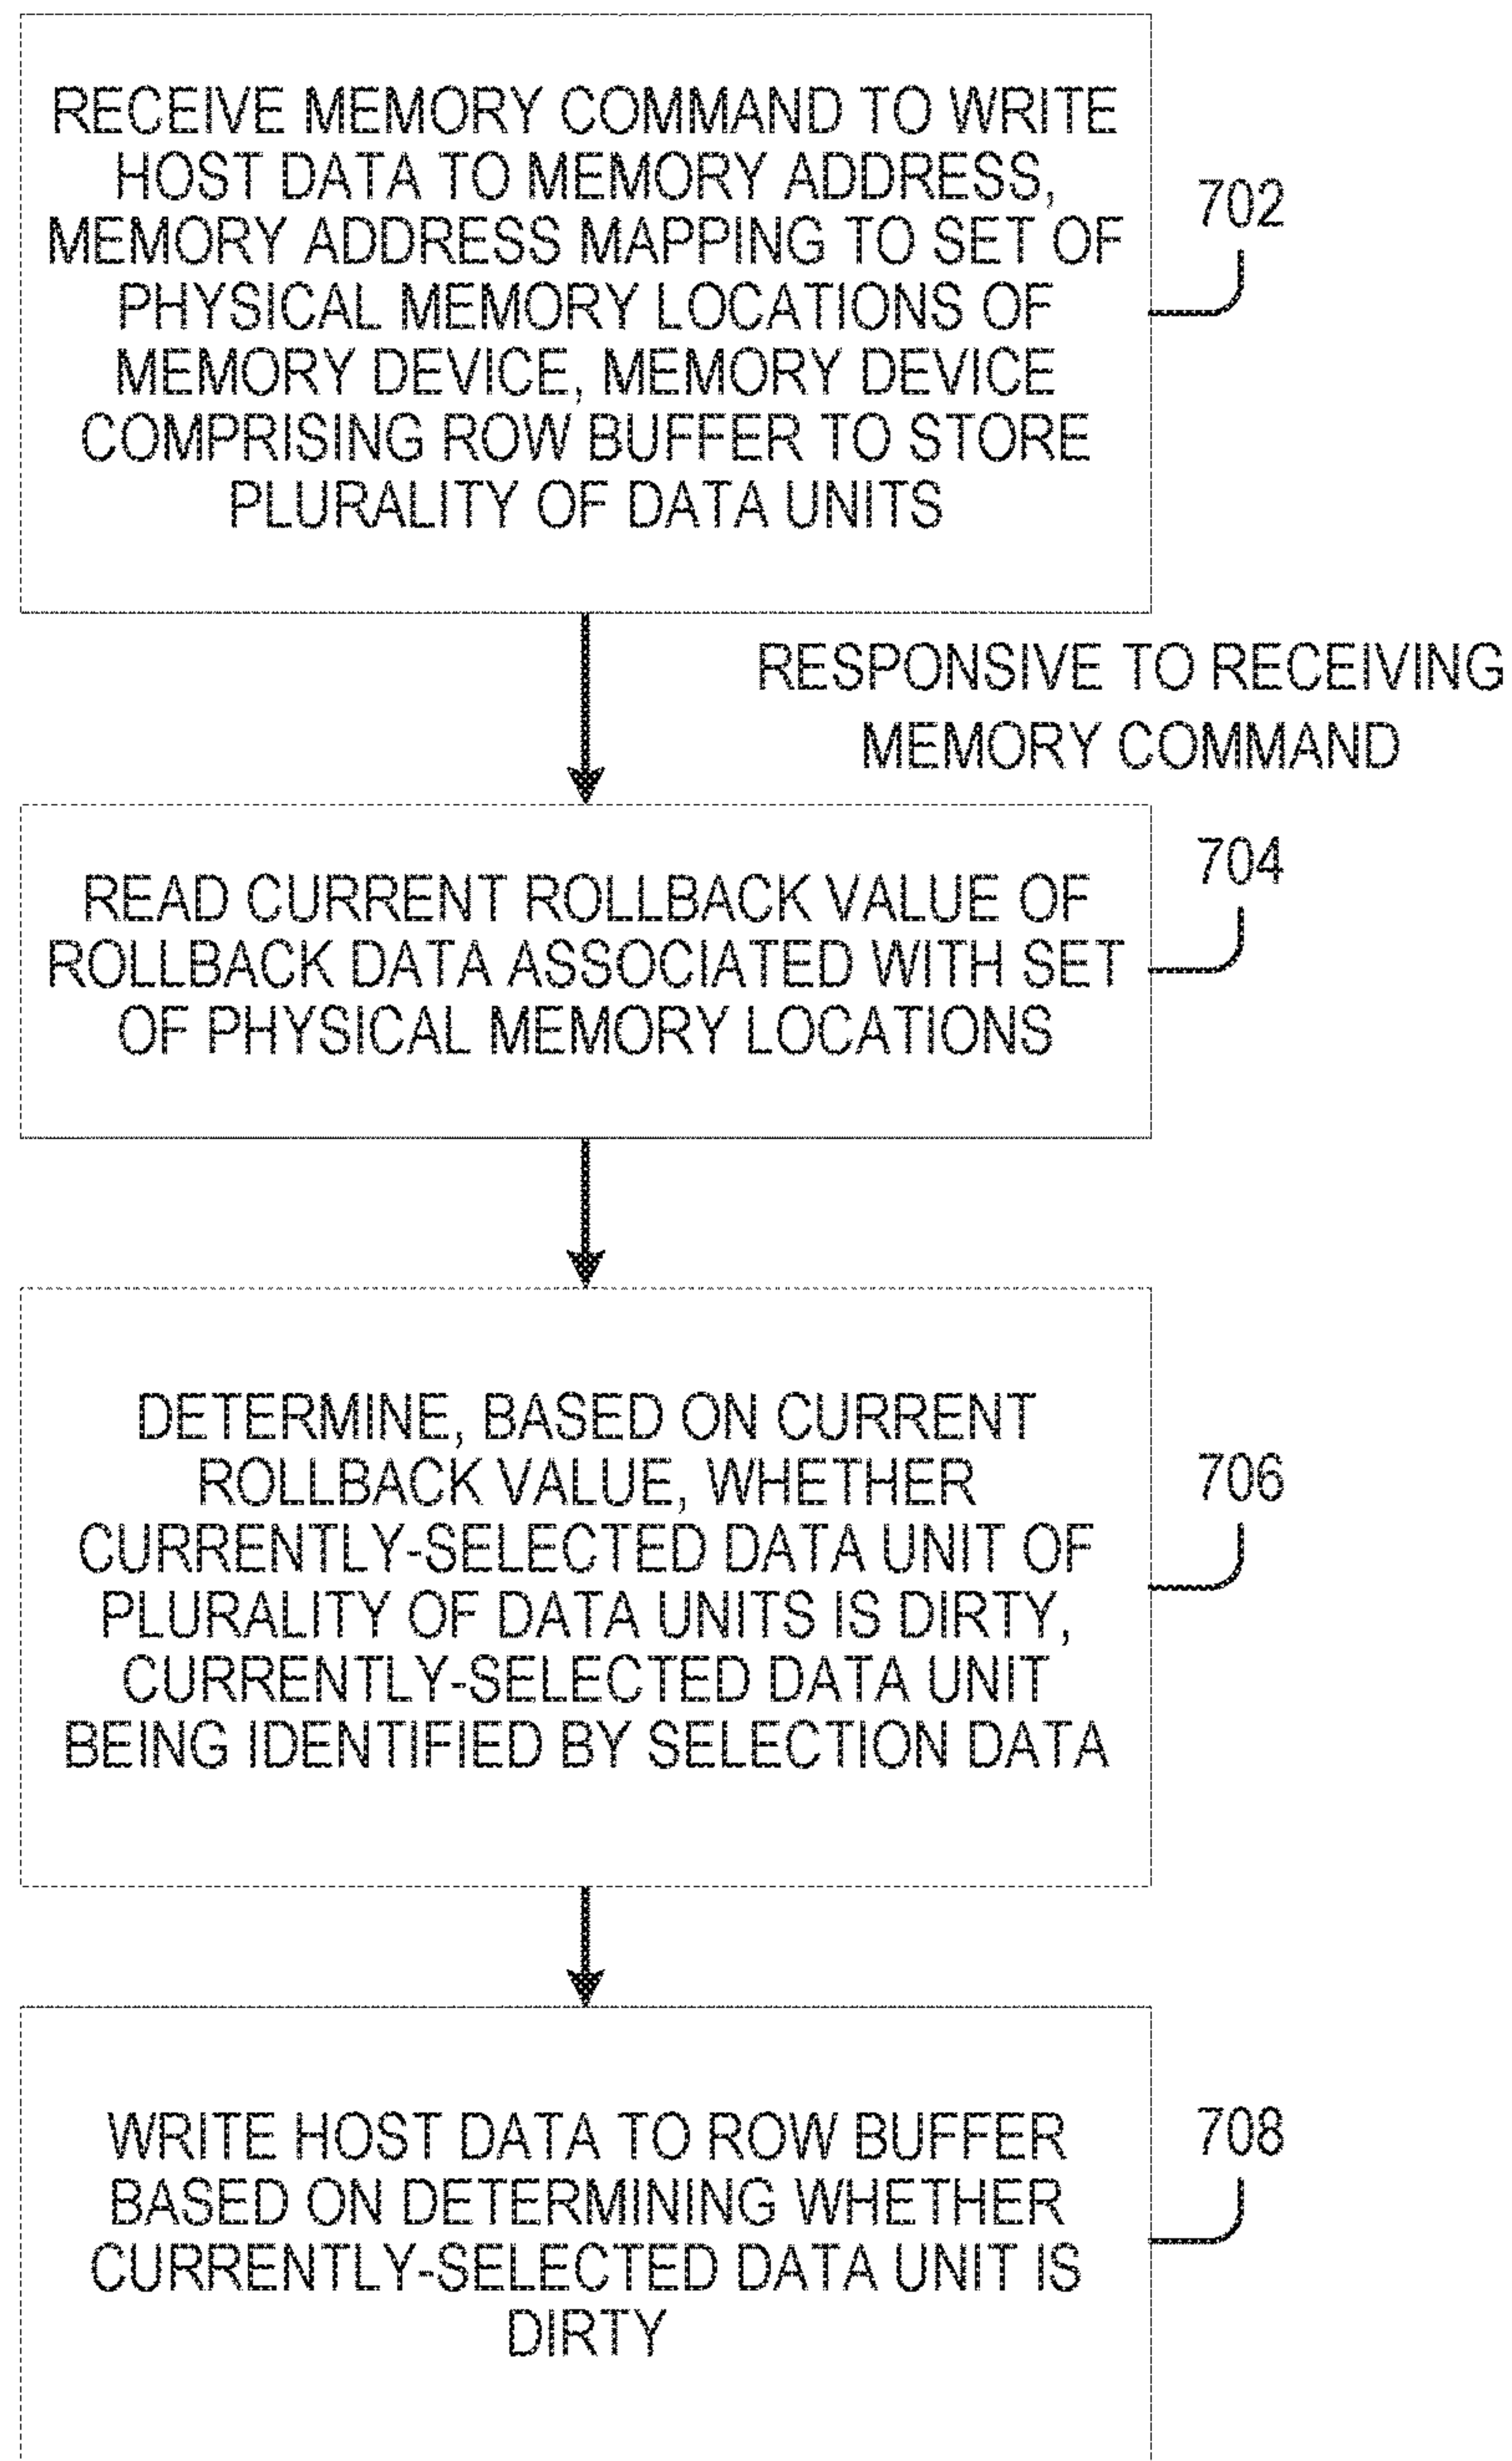 RECEIVE MEMORY COMMAND TO WRITE
HOST DATA TO MEMORY ADDRESS,
MEMORY ADDRESS MAPPING TO SET OF
PHYSICAL MEMORY LOCATIONS OF
MEMORY DEVICE, MEMORY DEVICE
COMPRISING ROW BUFFER TO STORE
PLURALITY OF DATA UNITS
702
RESPONSIVE TO RECEIVING
MEMORY COMMAND
READ CURRENT ROLLBACK VALUE OF
ROLLBACK DATA ASSOCIATED WITH SET
OF PHYSICAL MEMORY LOCATIONS
704
DETERMINE, BASED ON CURRENT
ROLLBACK VALUE, WHETHER
CURRENTLY-SELECTED DATA UNIT OF
PLURALITY OF DATA UNITS IS DIRTY,
CURRENTLY-SELECTED DATA UNIT
BEING IDENTIFIED BY SELECTION DATA
706
WRITE HOST DATA TO ROW BUFFER
BASED ON DETERMINING WHETHER
CURRENTLY-SELECTED DATA UNIT IS
DIRTY
708